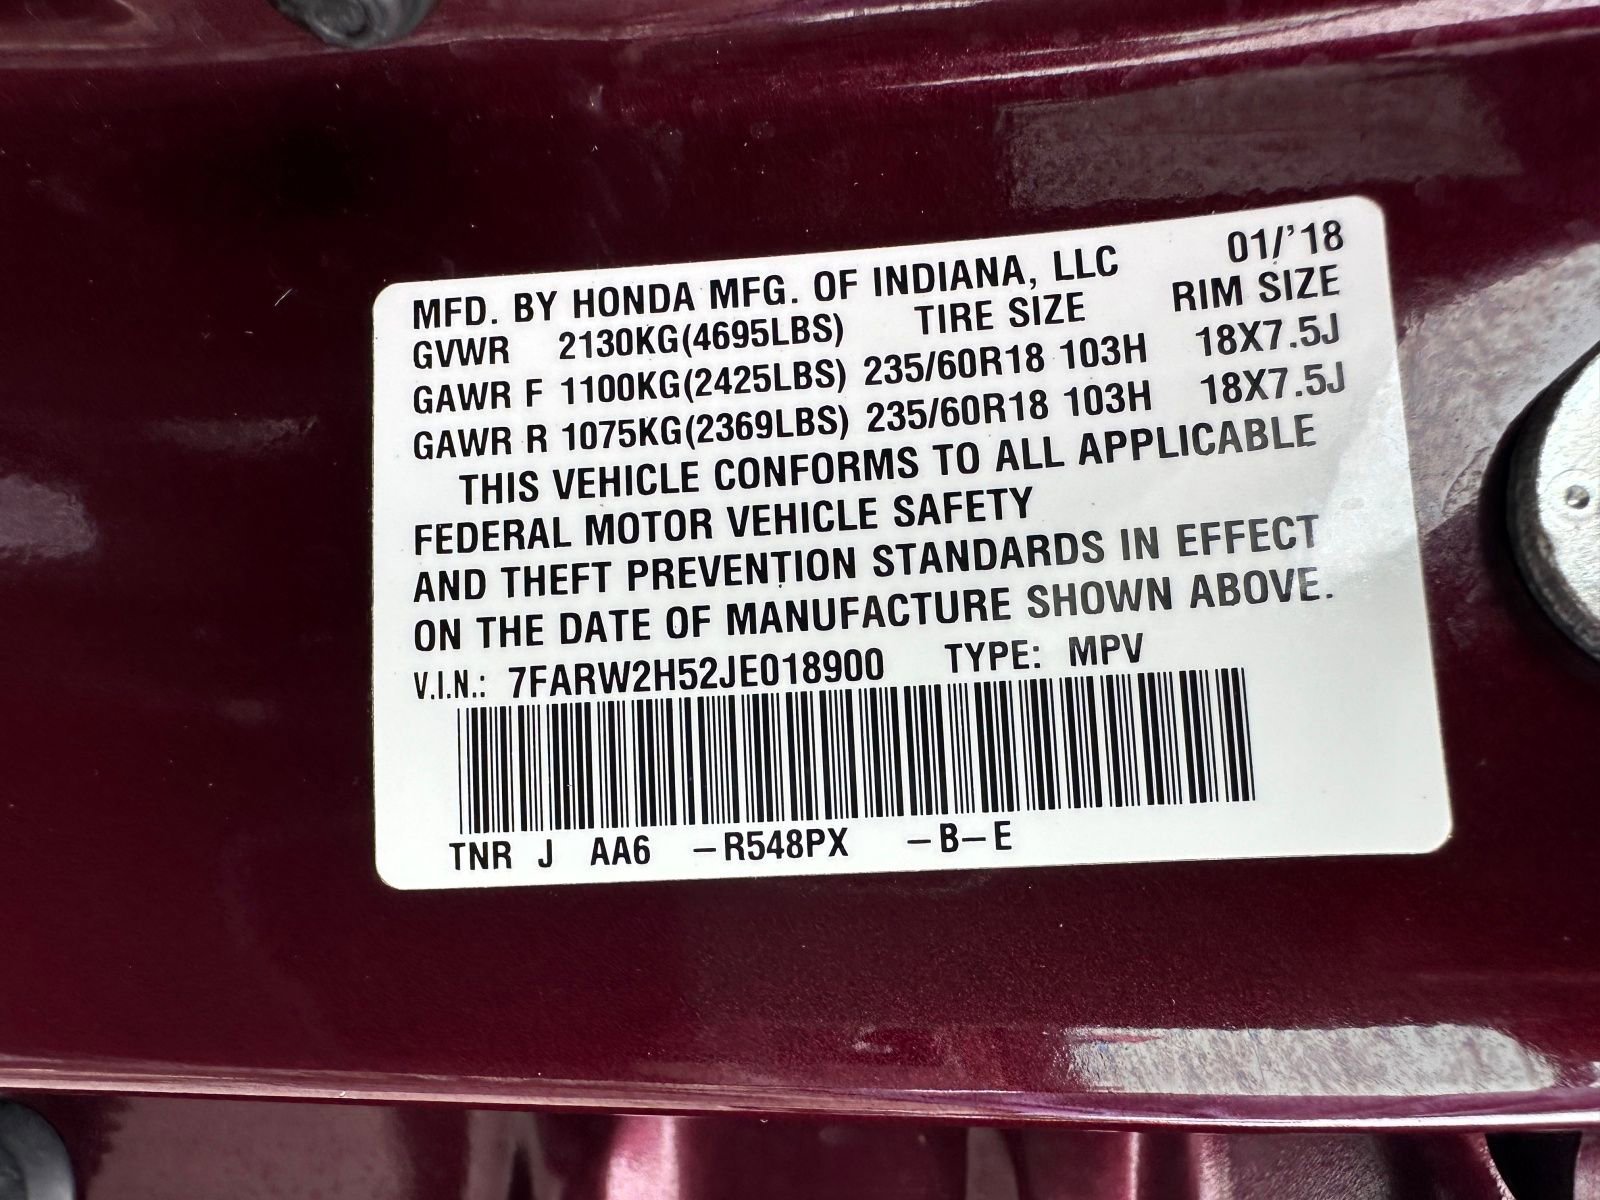 MFD. BY HONDA MFG. OF INDIANA, LLC 01/'18
GVWR 2130KG(4695LBS) TIRE SIZE RIM SIZE
GAWR F 1100KG(2425LBS) 235/60R18 103H 18X7.5J
GAWR R 1075KG(2369LBS) 235/60R18 103H 18X7.5J
THIS VEHICLE CONFORMS TO ALL APPLICABLE
FEDERAL MOTOR VEHICLE SAFETY
AND THEFT PREVENTION STANDARDS IN EFFECT
ON THE DATE OF MANUFACTURE SHOWN ABOVE.
V.I.N.: 7FARW2H52JE018900 TYPE: MPV
TNR J AA6 –R548PX –B–E